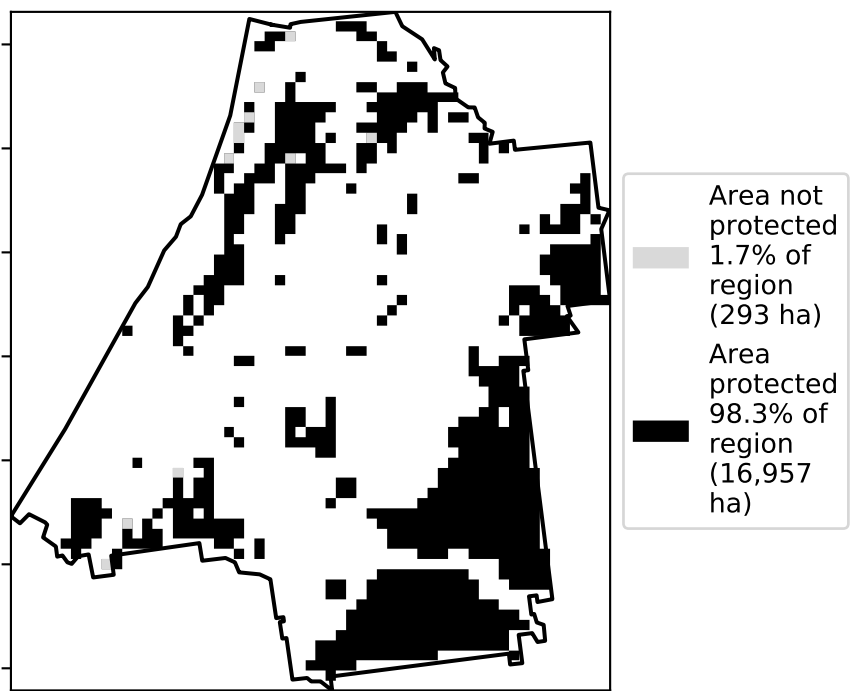 Area not
protected
1.7% of
region
(293 ha)
Area
protected
98.3% of
region
(16,957
ha)